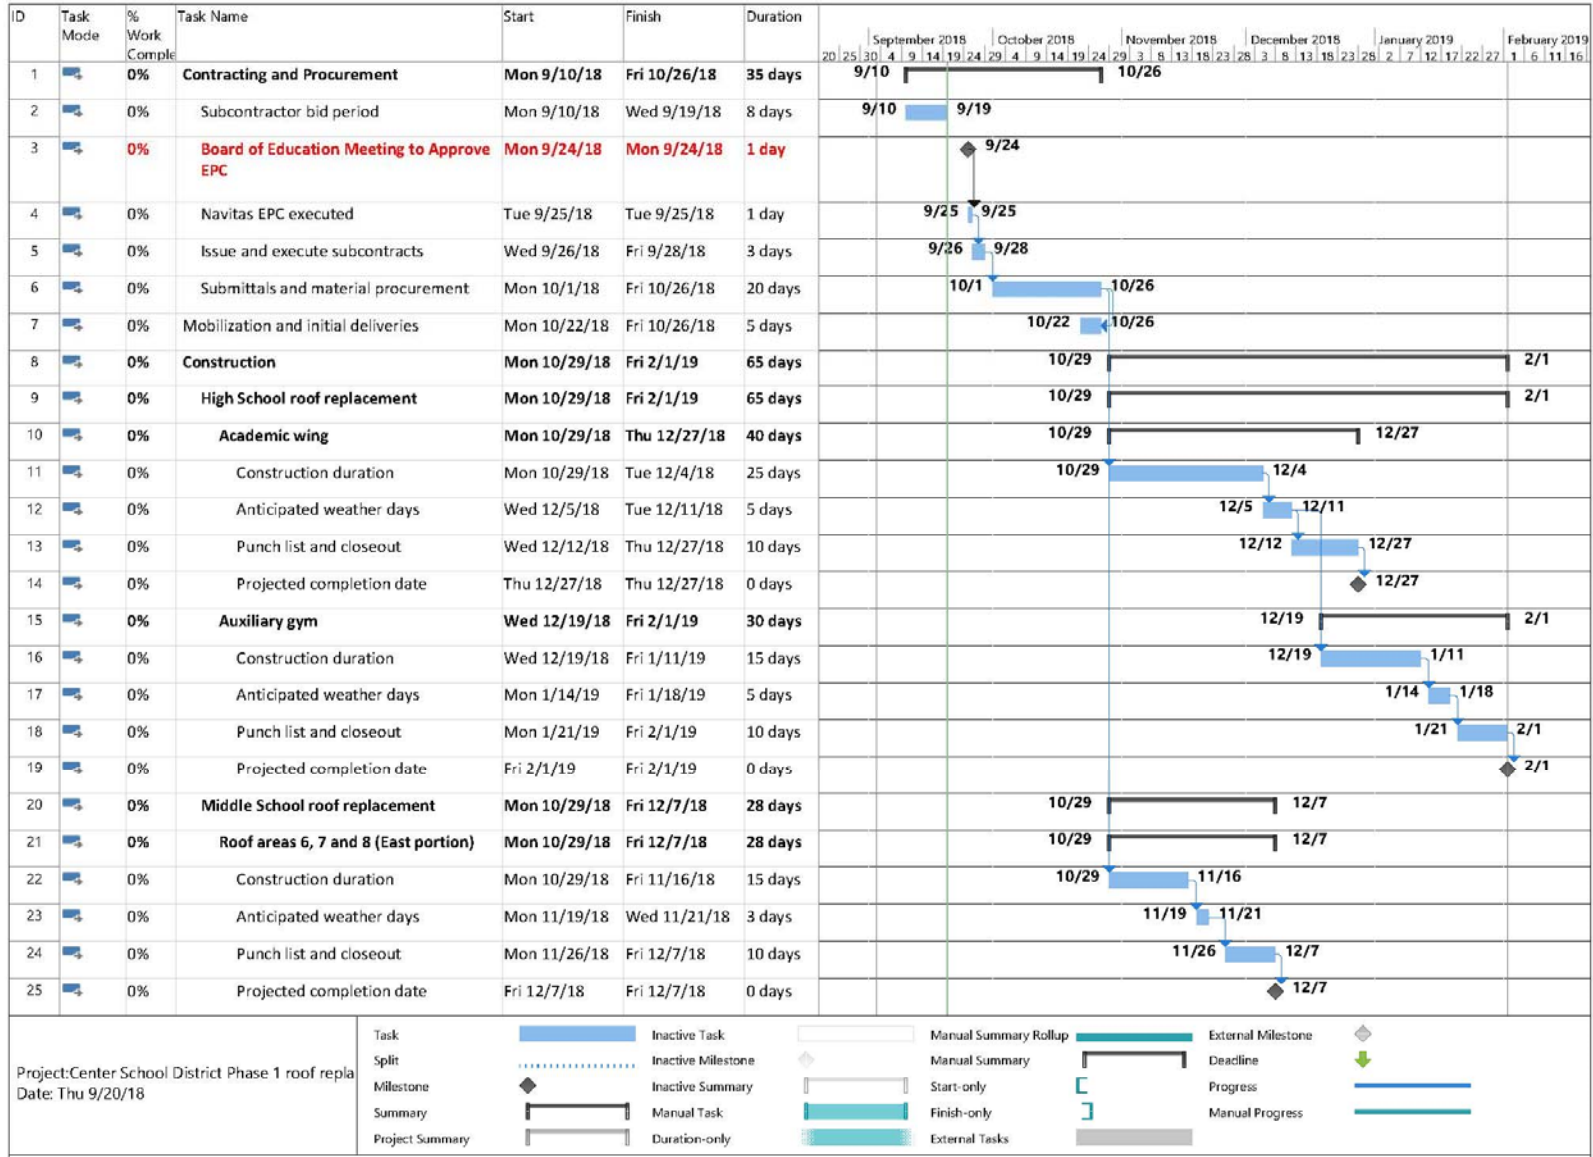 ID Task Mode % Work Comple Task Name Start Finish Duration
September 2018 October 2018 November 2018 December 2018 January 2019 February 2019
20 25 30 4 9 14 19 24 29 4 9 14 19 24 29 3 8 13 18 23 28 3 8 13 18 23 28 2 7 12 17 22 27 1 6 11 16
1 0% Contracting and Procurement Mon 9/10/18 Fri 10/26/18 35 days 9/10 10/26
2 0% Subcontractor bid period Mon 9/10/18 Wed 9/19/18 8 days 9/10 9/19
3 0% Board of Education Meeting to Approve Mon 9/24/18 Mon 9/24/18 1 day 9/24
EPC
4 0% Navitas EPC executed Tue 9/25/18 Tue 9/25/18 1 day 9/25 9/25
5 0% Issue and execute subcontracts Wed 9/26/18 Fri 9/28/18 3 days 9/26 9/28
6 0% Submittals and material procurement Mon 10/1/18 Fri 10/26/18 20 days 10/1 10/26
7 0% Mobilization and initial deliveries Mon 10/22/18 Fri 10/26/18 5 days 10/22 10/26
8 0% Construction Mon 10/29/18 Fri 2/1/19 65 days 10/29 2/1
9 0% High School roof replacement Mon 10/29/18 Fri 2/1/19 65 days 10/29 2/1
10 0% Academic wing Mon 10/29/18 Thu 12/27/18 40 days 10/29 12/27
11 0% Construction duration Mon 10/29/18 Tue 12/4/18 25 days 10/29 12/4
12 0% Anticipated weather days Wed 12/5/18 Tue 12/11/18 5 days 12/5 12/11
13 0% Punch list and closeout Wed 12/12/18 Thu 12/27/18 10 days 12/12 12/27
14 0% Projected completion date Thu 12/27/18 Thu 12/27/18 0 days 12/27
15 0% Auxiliary gym Wed 12/19/18 Fri 2/1/19 30 days 12/19 2/1
16 0% Construction duration Wed 12/19/18 Fri 1/11/19 15 days 12/19 1/11
17 0% Anticipated weather days Mon 1/14/19 Fri 1/18/19 5 days 1/14 1/18
18 0% Punch list and closeout Mon 1/21/19 Fri 2/1/19 10 days 1/21 2/1
19 0% Projected completion date Fri 2/1/19 Fri 2/1/19 0 days 2/1
20 0% Middle School roof replacement Mon 10/29/18 Fri 12/7/18 28 days 10/29 12/7
21 0% Roof areas 6, 7 and 8 (East portion) Mon 10/29/18 Fri 12/7/18 28 days 10/29 12/7
22 0% Construction duration Mon 10/29/18 Fri 11/16/18 15 days 10/29 11/16
23 0% Anticipated weather days Mon 11/19/18 Wed 11/21/18 3 days 11/19 11/21
24 0% Punch list and closeout Mon 11/26/18 Fri 12/7/18 10 days 11/26 12/7
25 0% Projected completion date Fri 12/7/18 Fri 12/7/18 0 days 12/7
Project:Center School District Phase 1 roof repla
Date: Thu 9/20/18
Task Inactive Task Manual Summary Rollup External Milestone
Split Inactive Milestone Manual Summary Deadline
Milestone Inactive Summary Start-only Progress
Summary Manual Task Finish-only Manual Progress
Project Summary Duration-only External Tasks